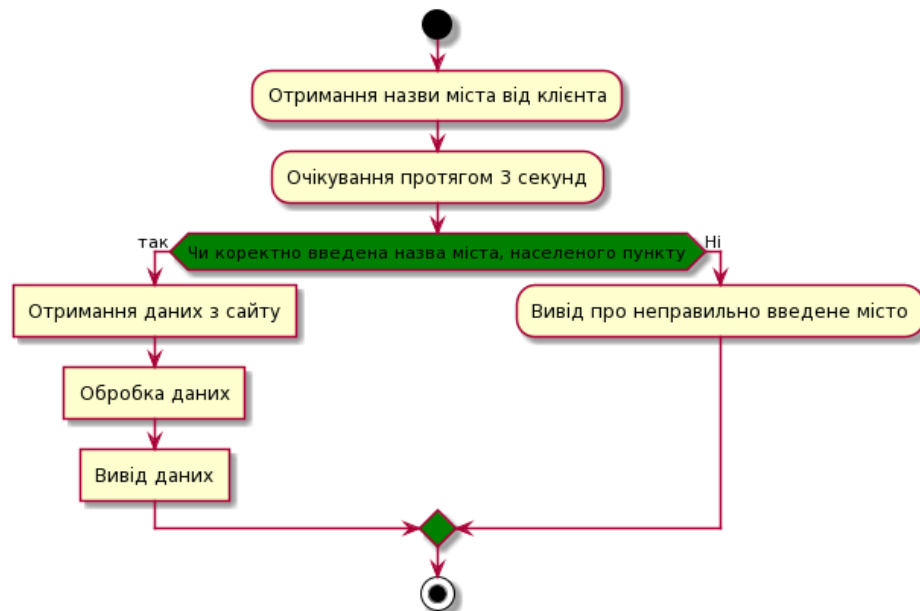 Отримання назви міста від клієнта
Очікування протягом 3 секунд
так
Чи коректно введена назва міста, населеного пункту
Ні
Отримання даних з сайту
Вивід про неправильно введене місто
Обробка даних
Вивід даних